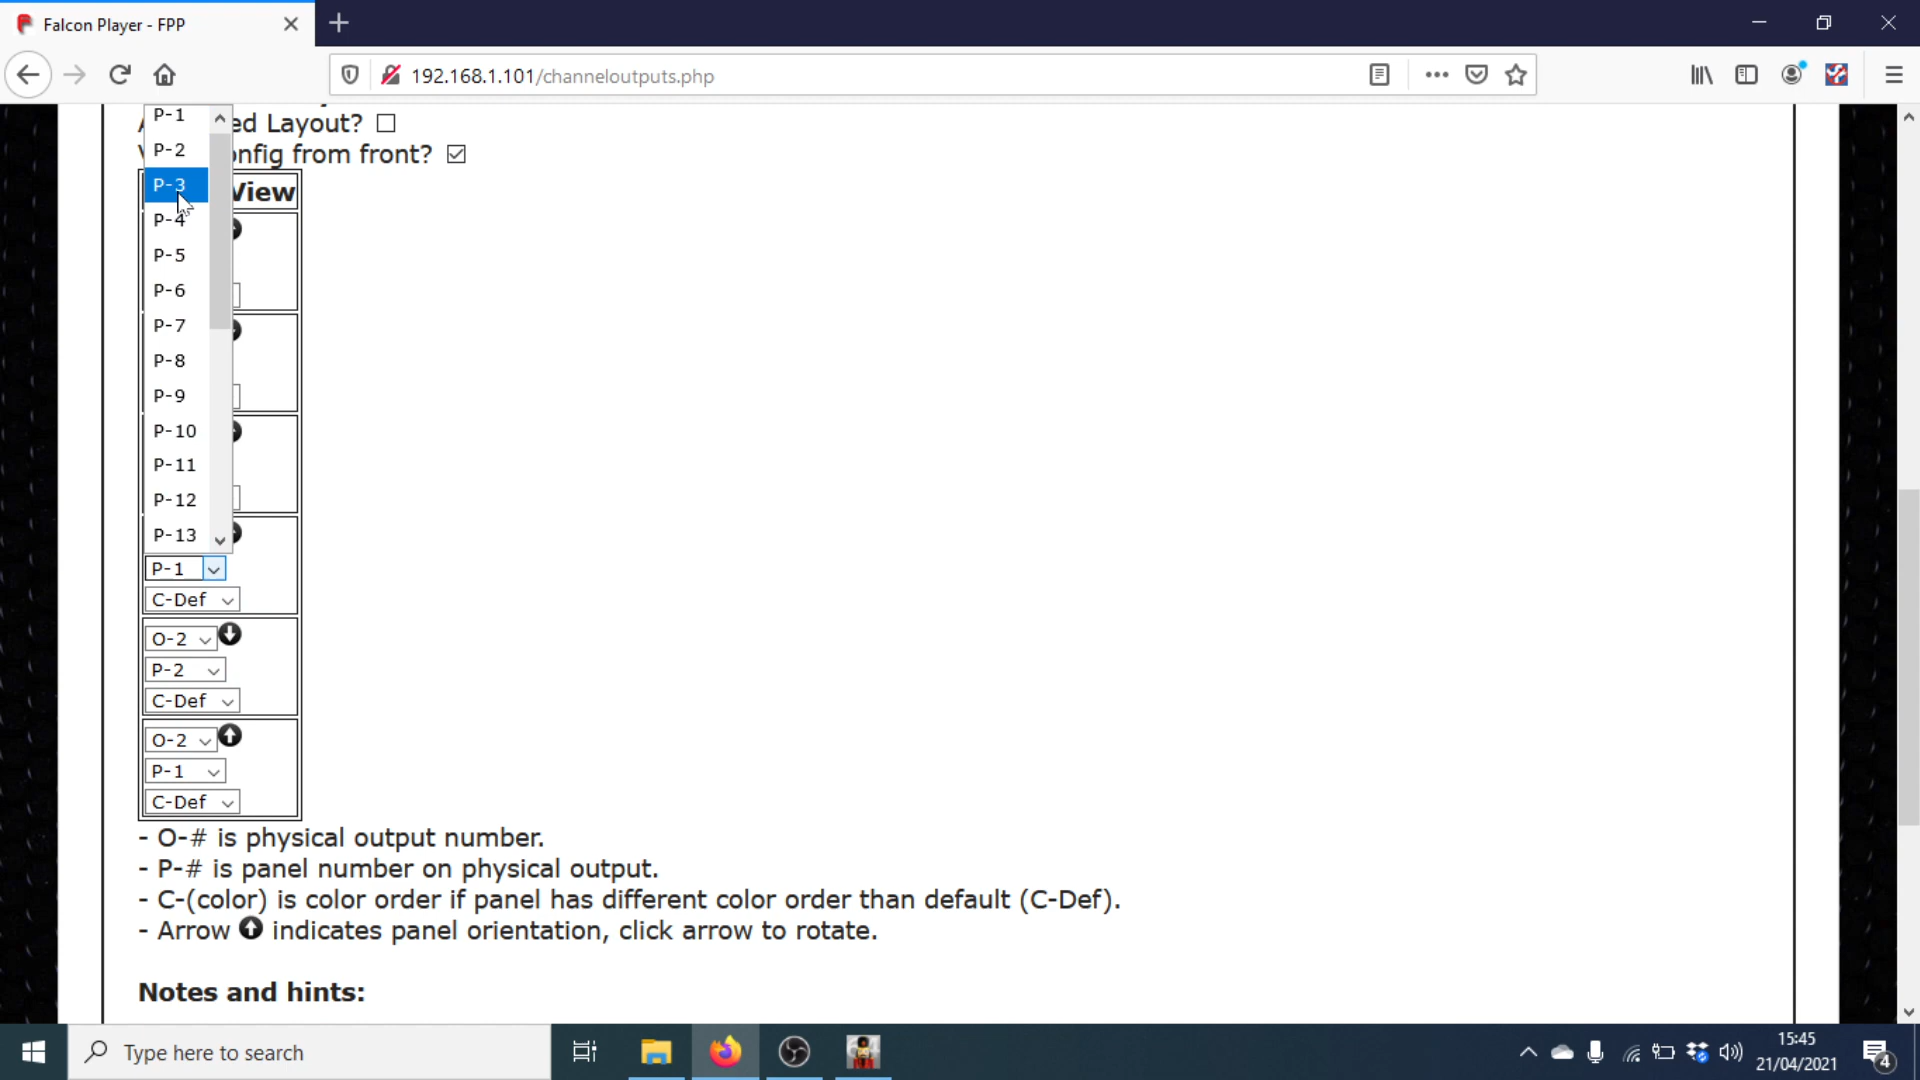 Falcon Player - FPP
192.168.1.101/channeloutputs.php
P-1
ed Layout?
P-2
onfig from front?
P-3
View
P-4
P-5
P-6
P-7
P-8
P-9
P-10
P-11
P-12
P-13
P-1
C-Def
O-2
P-2
C-Def
O-2
P-1
C-Def
- O-# is physical output number.
- P-# is panel number on physical output.
- C-(color) is color order if panel has different color order than default (C-Def).
- Arrow indicates panel orientation, click arrow to rotate.
Notes and hints:
Type here to search
15:45
21/04/2021
4